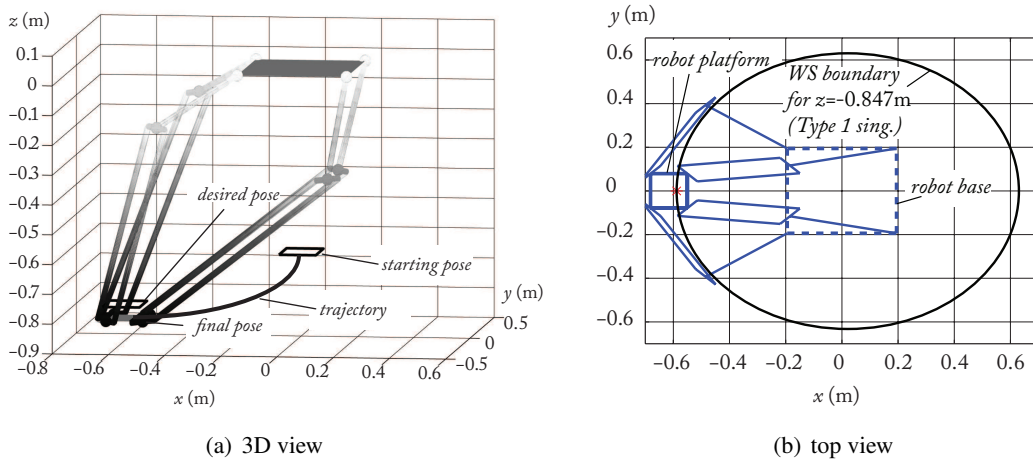 z (m)
0.1
0
−0.1
−0.2
−0.3
−0.4
−0.5
−0.6
−0.7
−0.8
−0.9
−0.8
−0.6
−0.4
−0.2
0
0.2
0.4
0.6
−0.5
0
0.5
x (m)
y (m)
desired pose
starting pose
trajectory
final pose
(a) 3D view
y (m)
0.6
0.4
0.2
0
−0.2
−0.4
−0.6
−0.6
−0.4
−0.2
0
0.2
0.4
0.6
x (m)
robot platform
WS boundary
for z=-0.847m
(Type 1 sing.)
robot base
(b) top view